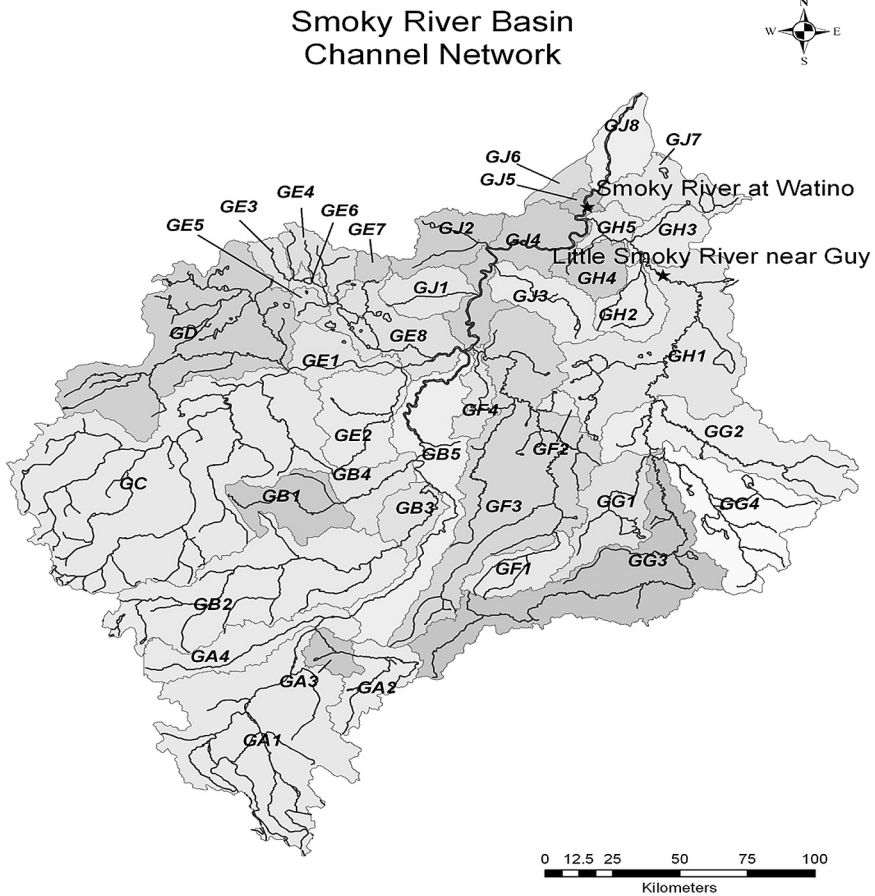 Smoky River Basin
Channel Network
N
W E
S
GJ8
GJ7
GJ6
GJ5
Smoky River at Watino
GE4
GE3
GE6
GE5
GE7
GJ2
GJ4
GH5
GH3
Little Smoky River near Guy
GH4
GJ1
GJ3
GH2
GD
GE8
GE1
GH1
GF4
GE2
GF2
GG2
GB5
GB4
GC
GB1
GB3
GF3
GG1
GG4
GF1
GG3
GB2
GA4
GA3
GA2
GA1
0 12.5 25 50 75 100
Kilometers